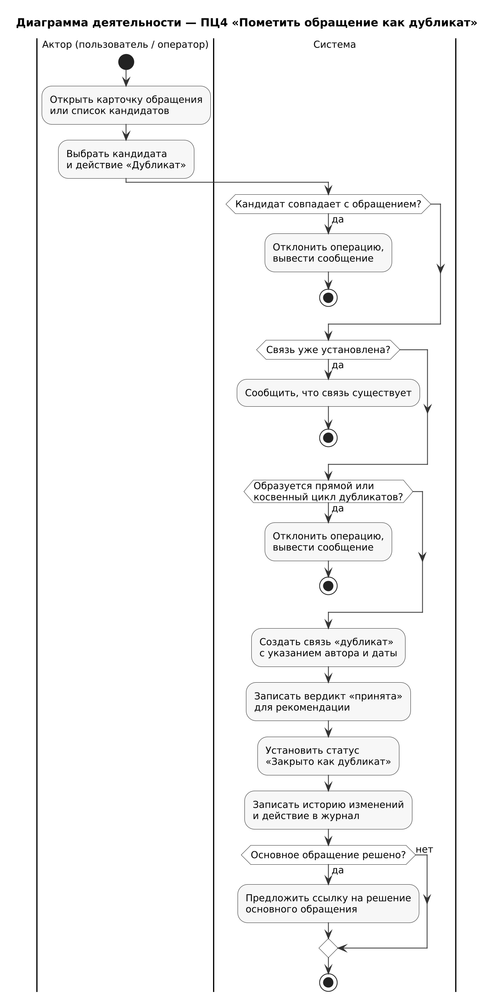 Диаграмма деятельности — ПЦ4 «Пометить обращение как дубликат»
Актор (пользователь / оператор)
Система
Открыть карточку обращения
или список кандидатов
Выбрать кандидата
и действие «Дубликат»
Кандидат совпадает с обращением?
да
Отклонить операцию,
вывести сообщение
Связь уже установлена?
да
Сообщить, что связь существует
Образуется прямой или
косвенный цикл дубликатов?
да
Отклонить операцию,
вывести сообщение
Создать связь «дубликат»
с указанием автора и даты
Записать вердикт «принята»
для рекомендации
Установить статус
«Закрыто как дубликат»
Записать историю изменений
и действие в журнал
Основное обращение решено?
нет
да
Предложить ссылку на решение
основного обращения